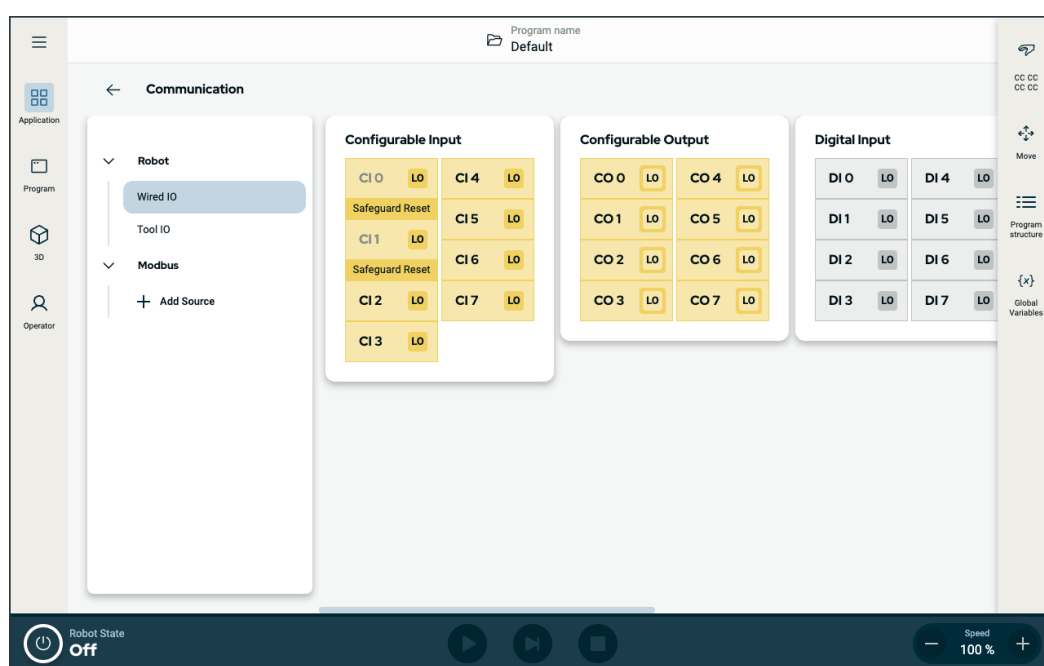 Program name
Default
CC CC
CC CC
Communication
Application
Program
3D
Operator
Robot
Wired IO
Tool IO
Modbus
Add Source
Configurable Input
CI 0 LO CI 4 LO
Safeguard Reset
CI 5 LO
CI 1 LO
CI 6 LO
Safeguard Reset
CI 2 LO CI 7 LO
CI 3 LO
Configurable Output
CO 0 LO CO 4 LO
CO 1 LO CO 5 LO
CO 2 LO CO 6 LO
CO 3 LO CO 7 LO
Digital Input
DI 0 LO DI 4 LO
DI 1 LO DI 5 LO
DI 2 LO DI 6 LO
DI 3 LO DI 7 LO
Move
Program
structure
{x}
Global
Variables
Robot State
Off
Speed
100 %